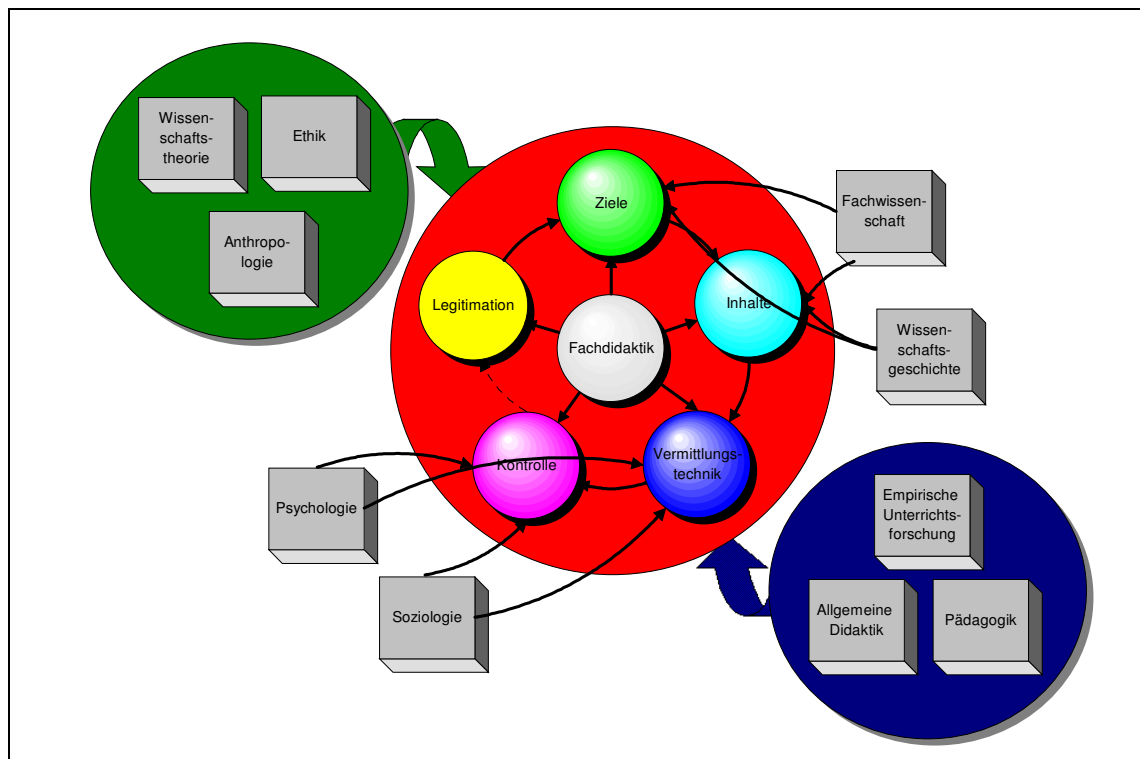 Wissen-
schafts-
theorie
Ethik
Anthropo-
logie
Ziele
Legitimation
Inhalte
Fachdidaktik
Kontrolle
Vermittlungs-
technik
Fachwissen-
schaft
Wissen-
schafts-
geschichte
Psychologie
Soziologie
Empirische
Unterrichts-
forschung
Allgemeine
Didaktik
Pädagogik